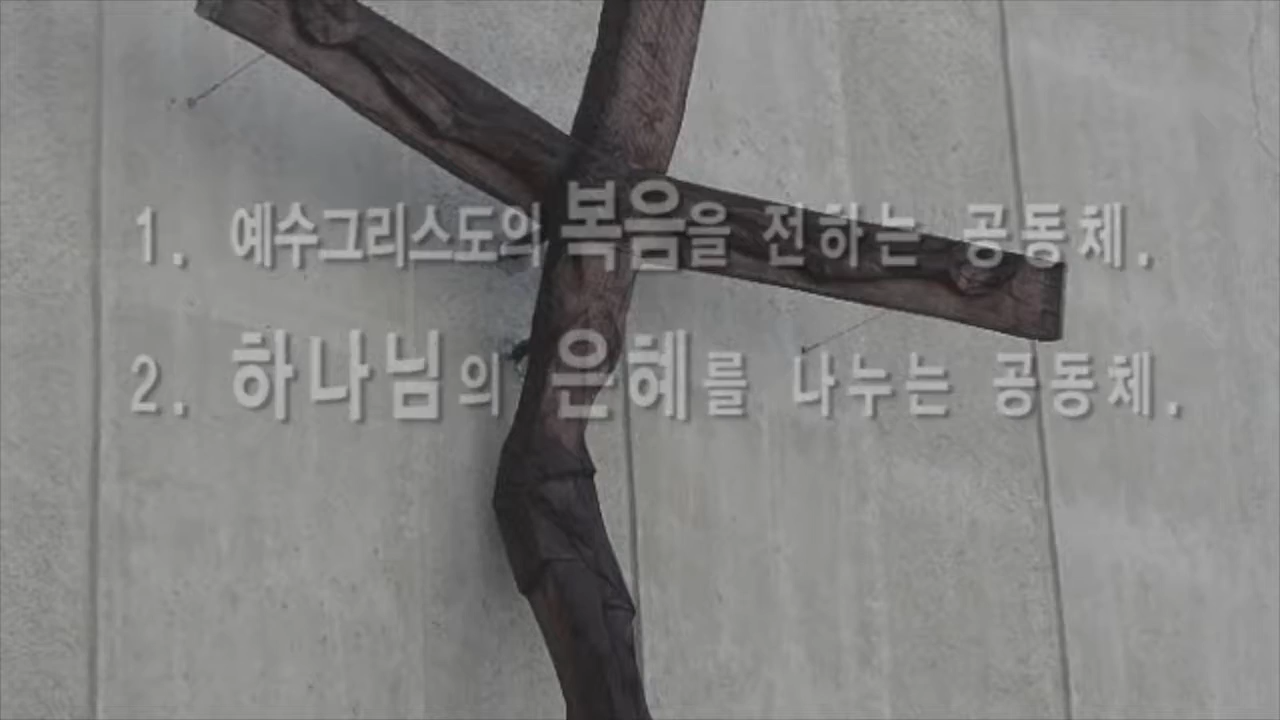 1. 예수그리스도의 복음을 전하는 공동체.
2. 하나님의 은혜를 나누는 공동체.